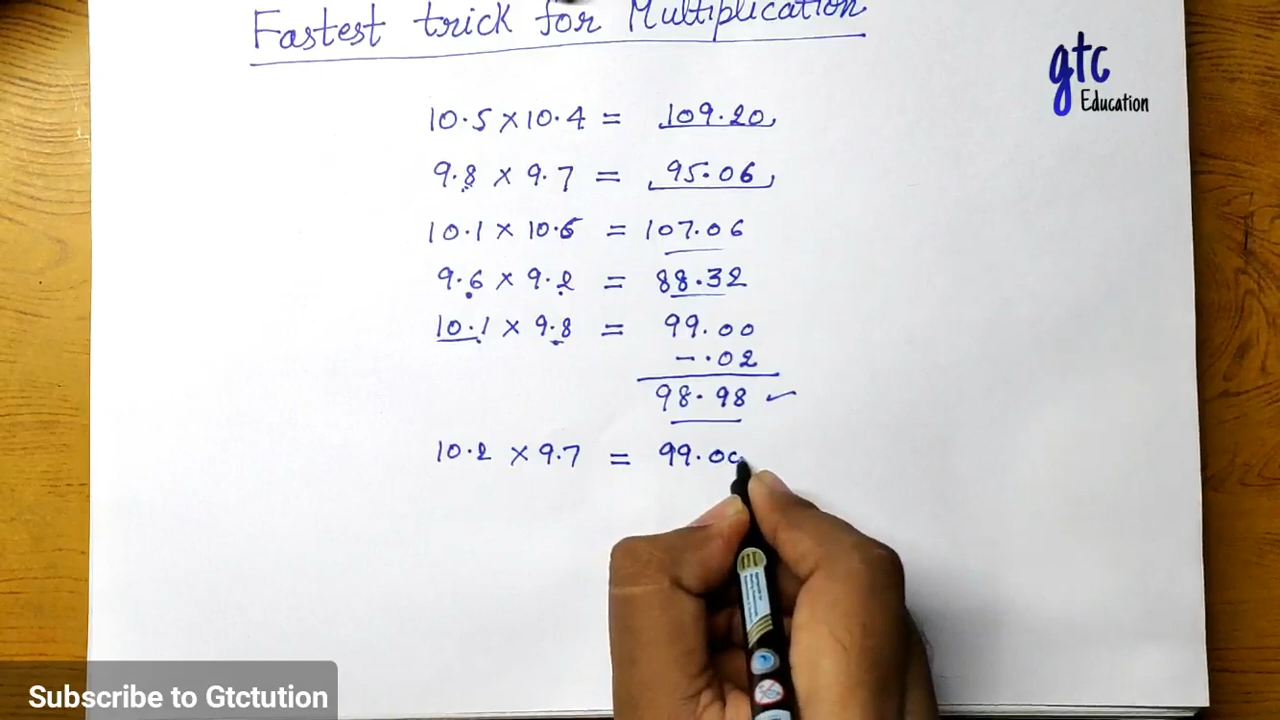 Fastest trick for Multiplication
gtc
Education
10.5 × 10.4 = 109.20
9.8 × 9.7 = 95.06
10.1 × 10.6 = 107.06
9.6 × 9.2 = 88.32
10.1 × 9.8 = 99.00
- .02
98.98 ✓
10.2 × 9.7 = 99.00
Subscribe to Gtctution